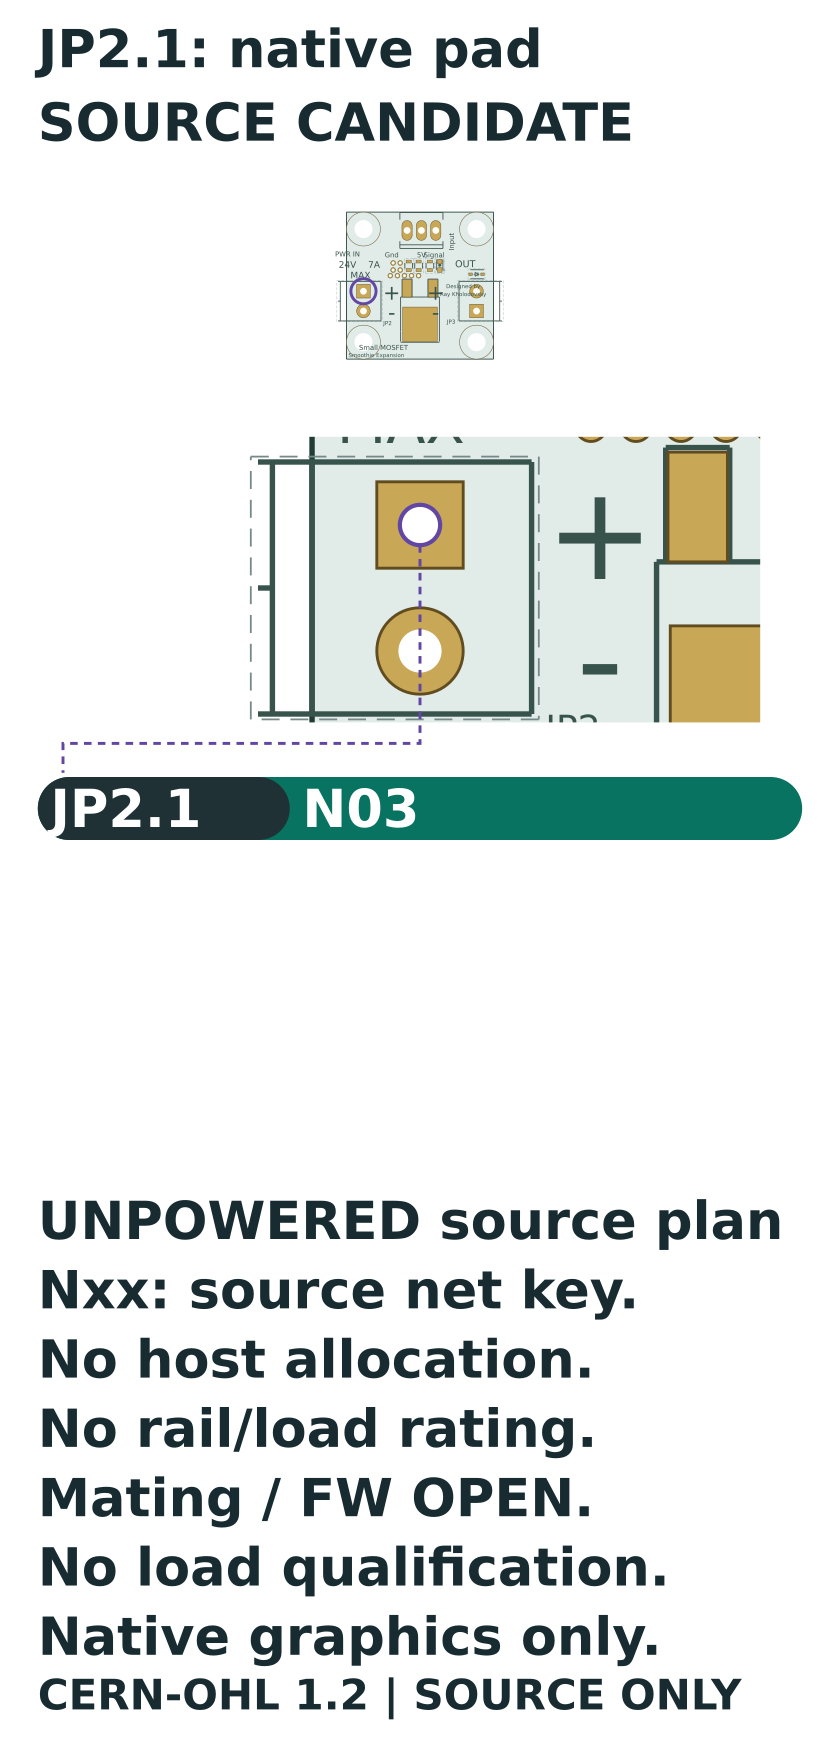 JP2.1: native pad
SOURCE CANDIDATE
Input
PWR IN
Gnd
Signal
24V 7A
OUT
MAX
Designed by
JP2
JP3
Small MOSFET
Smoothie Expansion
+
-
JP2.1 N03
UNPOWERED source plan
Nxx: source net key.
No host allocation.
No rail/load rating.
Mating / FW OPEN.
No load qualification.
Native graphics only.
CERN-OHL 1.2 | SOURCE ONLY